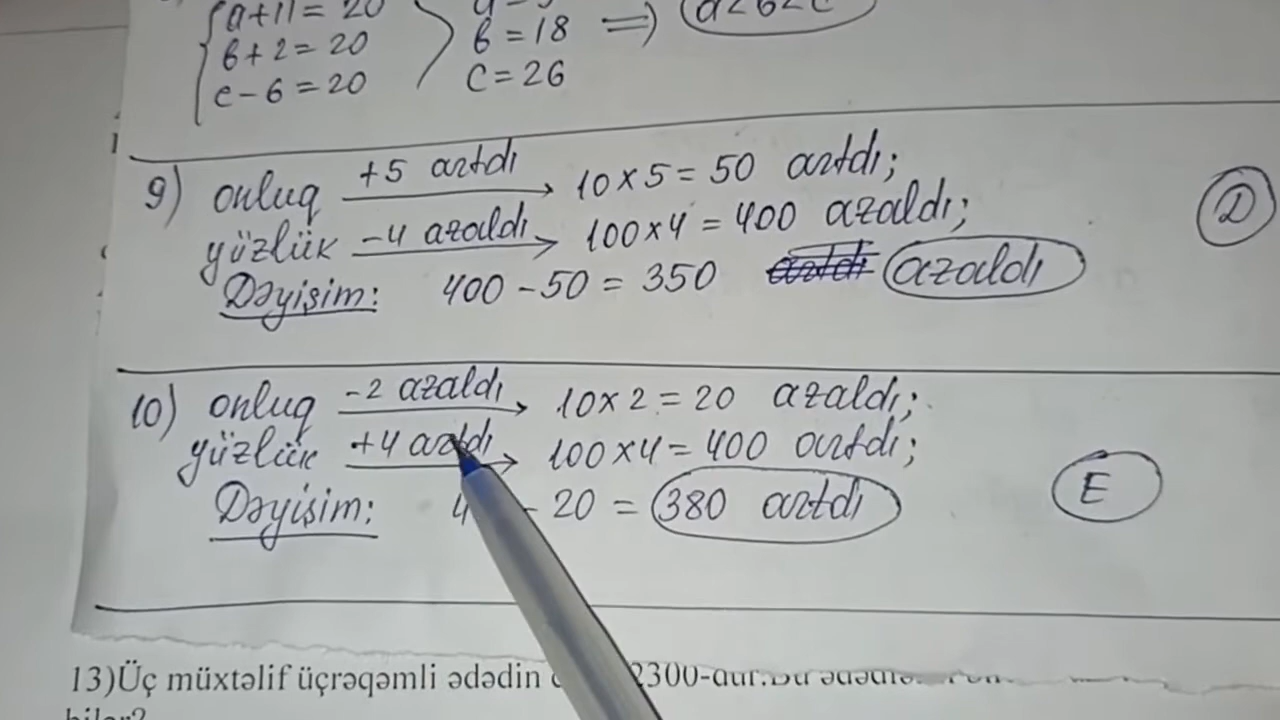 a+11 = 20
b+2 = 20
c-6 = 20
b = 18 =>
c = 26
a<b<c
9) onluq +5 artdı 10×5 = 50 artdı;
yüzlük -4 azaldı 100×4 = 400 azaldı;
Dəyişim: 400-50 = 350 azaldı
D
10) onluq -2 azaldı 10×2 = 20 azaldı;
yüzlük +4 artdı 100×4 = 400 artdı;
Dəyişim: 20 = 380 artdı
E
13)Üç müxtəlif üçrəqəmli ədədin 2300-dür.Bu
bilər?